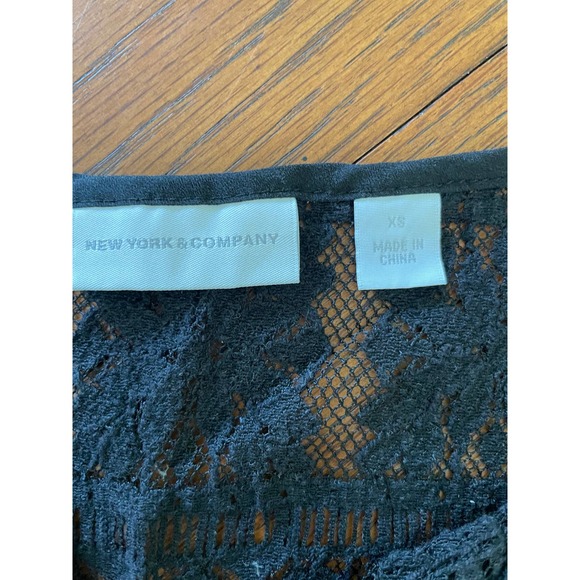 NEW YORK & COMPANY
XS
MADE IN
CHINA